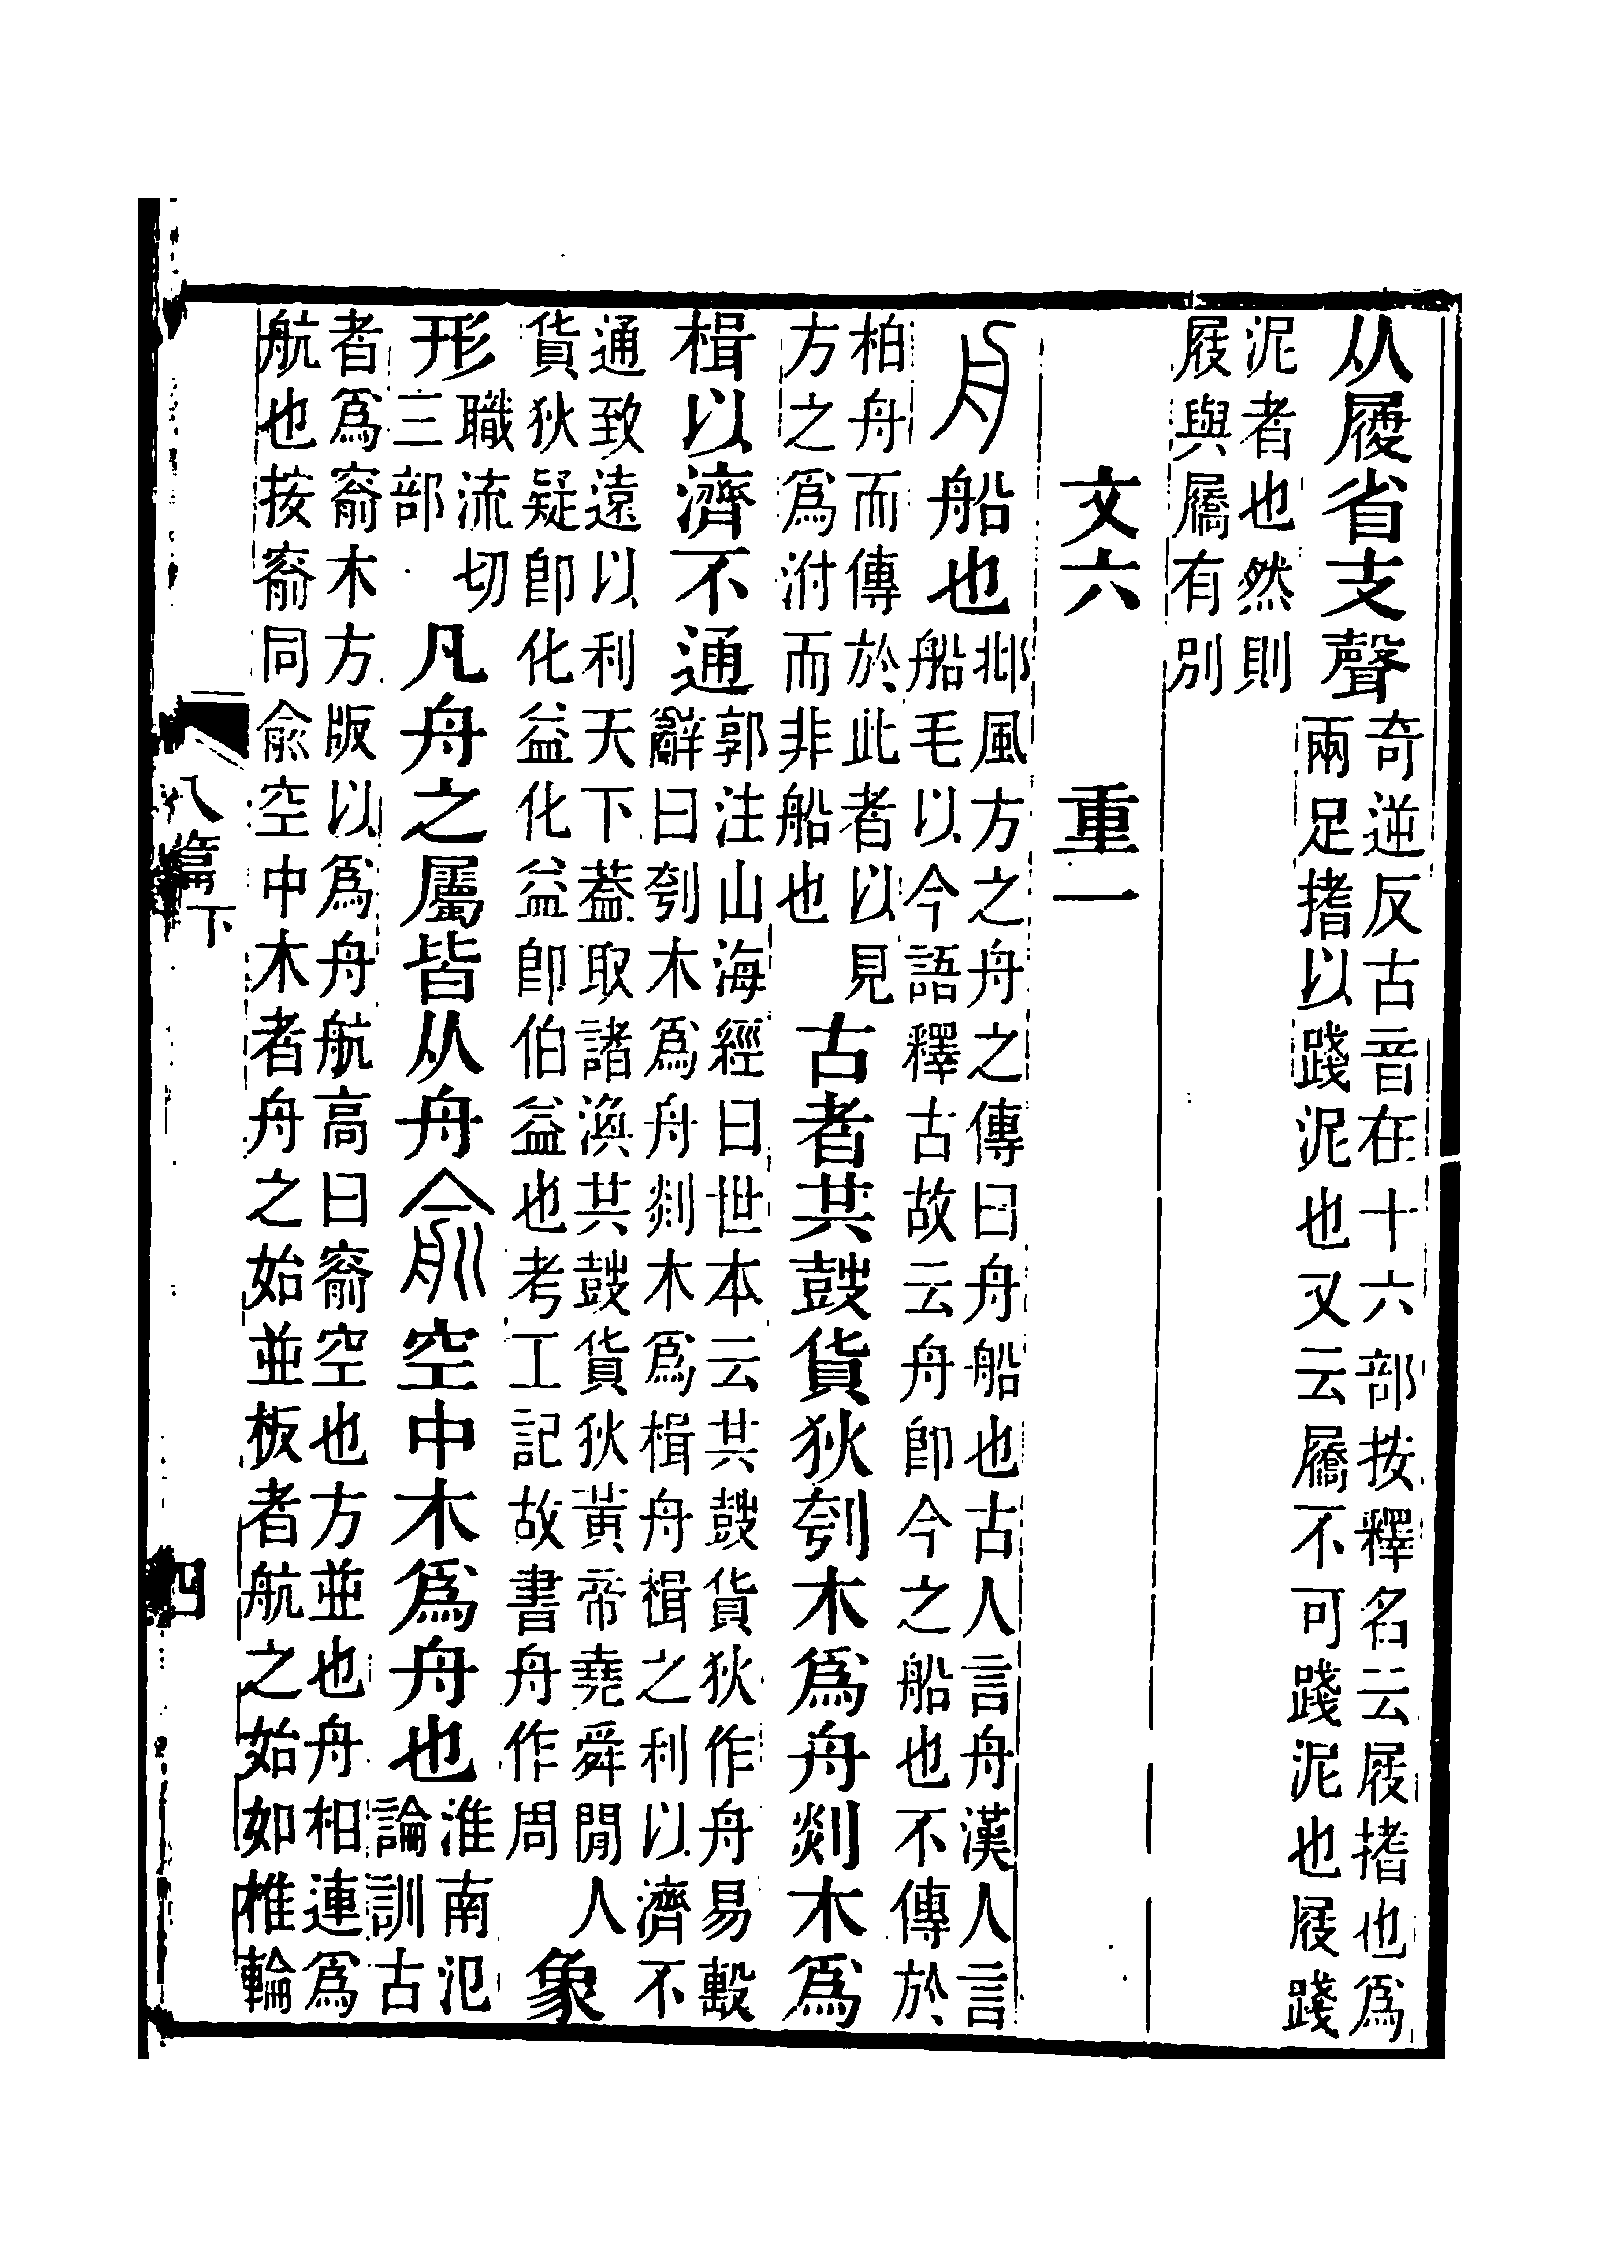 从履省支聲奇逆反古音在十六部按釋名云屐搘也爲
兩足搘以踐泥也又云屩不可踐泥也屐踐
泥者也然則
屐與屩有別
文六　重一
舟船也邶風方之舟之傳曰舟船也古人言舟漢人言
船毛以今語釋古故云舟卽今之船也不傳於
柏舟而傳於此者以見
方之爲泭而非船也
古者共鼓貨狄刳木爲舟剡木爲
楫以濟不通郭注山海經曰世本云共鼓貨狄作舟易毄
辭曰刳木爲舟剡木爲楫舟楫之利以濟不
通致遠以利天下蓋取諸渙共鼓貨狄黃帝堯舜閒人
貨狄疑卽化益化益卽伯益也考工記故書舟作周
象
形職流切
三部
凡舟之屬皆从舟俞空中木爲舟也淮南氾
論訓古
者爲窬木方版以爲舟航高曰窬空也方並也舟相連爲
航也按窬同俞空中木者舟之始並板者航之始如椎輪
八篇下　四